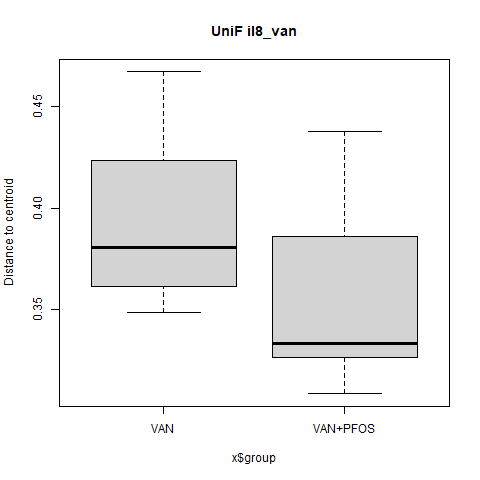 UniF il8_van
Distance to centroid
0.45
0.40
0.35
VAN
VAN+PFOS
x$group